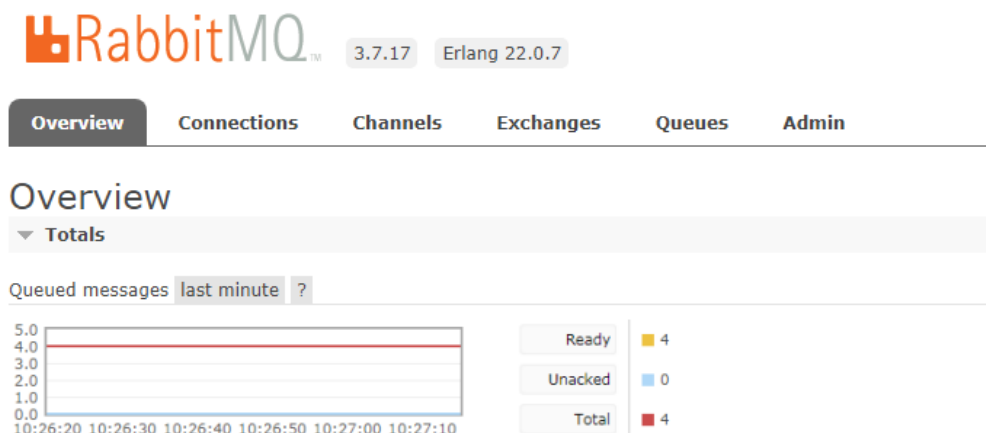 RabbitMQ TM 3.7.17 Erlang 22.0.7
Overview Connections Channels Exchanges Queues Admin
Overview
Totals
Queued messages last minute ?
5.0
4.0
3.0
2.0
1.0
0.0
10:26:20 10:26:30 10:26:40 10:26:50 10:27:00 10:27:10
Ready 4
Unacked 0
Total 4